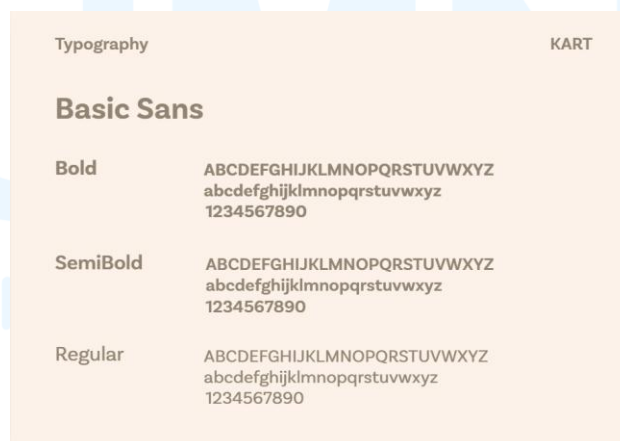 Typography KART
Basic Sans
Bold
ABCDEFGHIJKLMNOPQRSTUVWXYZ
abcdefghijklmnopqrstuvwxyz
1234567890
SemiBold
ABCDEFGHIJKLMNOPQRSTUVWXYZ
abcdefghijklmnopqrstuvwxyz
1234567890
Regular
ABCDEFGHIJKLMNOPQRSTUVWXYZ
abcdefghijklmnopqrstuvwxyz
1234567890